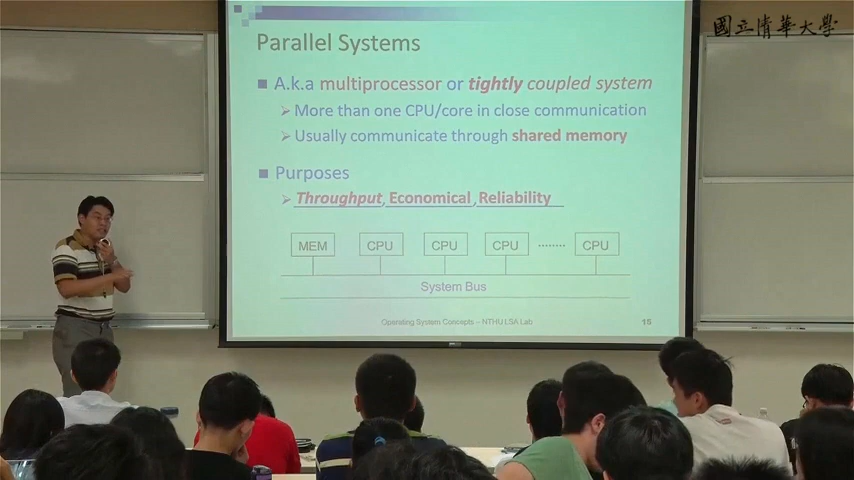 國立清華大學
Parallel Systems
A.k.a multiprocessor or tightly coupled system
More than one CPU/core in close communication
Usually communicate through shared memory
Purposes
Throughput, Economical, Reliability
MEM CPU CPU CPU ........ CPU
System Bus
Operating System Concepts – NTHU LSA Lab 15